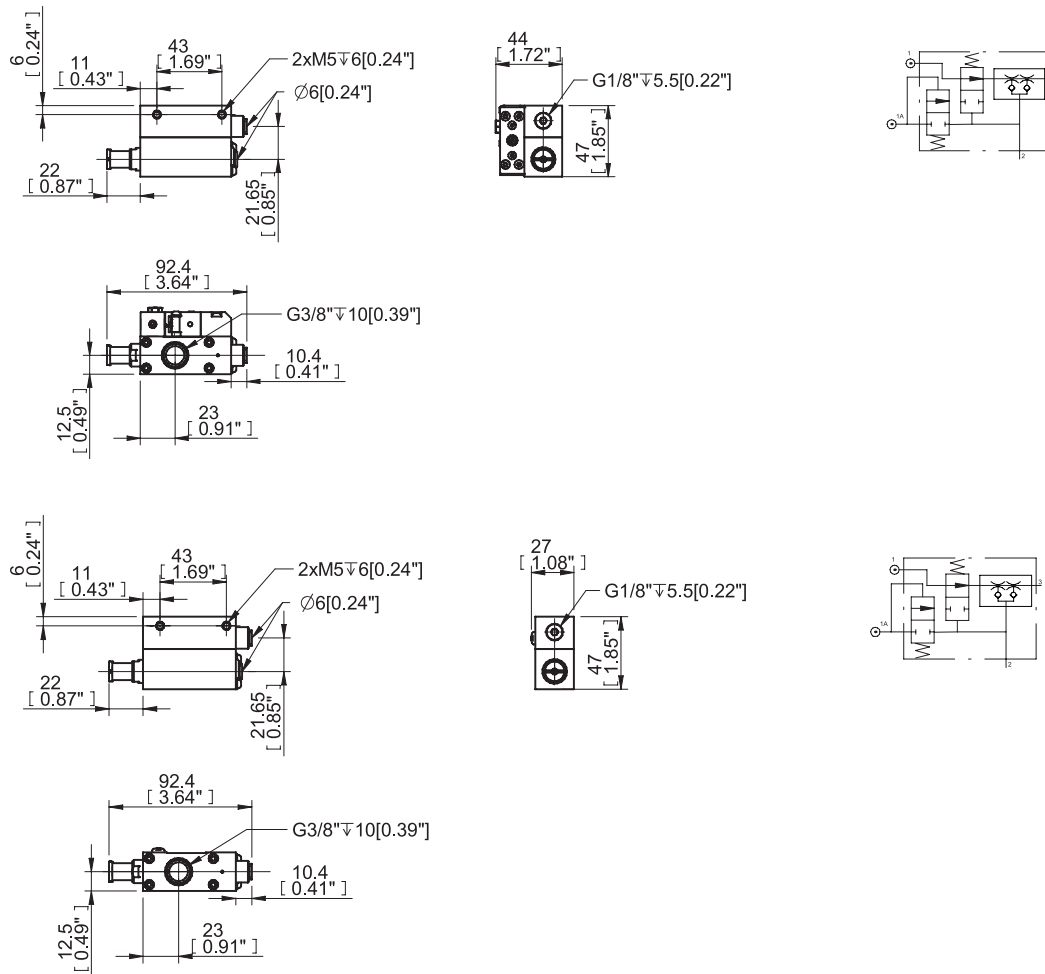 6
[ 0.24" ]
11
[ 0.43" ]
43
[ 1.69" ]
2xM5↧6[0.24"]
Ø6[0.24"]
22
[ 0.87" ]
21.65
[ 0.85" ]
44
[ 1.72" ]
G1/8"↧5.5[0.22"]
47
[ 1.85" ]
1
1A
2
92.4
[ 3.64" ]
G3/8"↧10[0.39"]
10.4
[ 0.41" ]
12.5
[ 0.49" ]
23
[ 0.91" ]
6
[ 0.24" ]
11
[ 0.43" ]
43
[ 1.69" ]
2xM5↧6[0.24"]
Ø6[0.24"]
22
[ 0.87" ]
21.65
[ 0.85" ]
27
[ 1.08" ]
G1/8"↧5.5[0.22"]
47
[ 1.85" ]
1
3
1A
2
92.4
[ 3.64" ]
G3/8"↧10[0.39"]
10.4
[ 0.41" ]
12.5
[ 0.49" ]
23
[ 0.91" ]